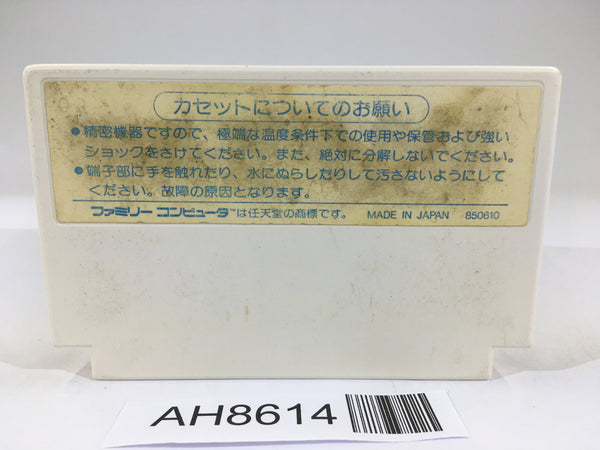 カセットについてのお願い
●精密機器ですので、極端な温度条件下での使用や保管および強い
ショックをさけてください。また、絶対に分解しないでください。
●端子部に手を触れたり、水にぬらしたりして汚さないようにして
ください。故障の原因となります。
ファミリー コンピュータ™は任天堂の商標です。 MADE IN JAPAN 850610
AH8614